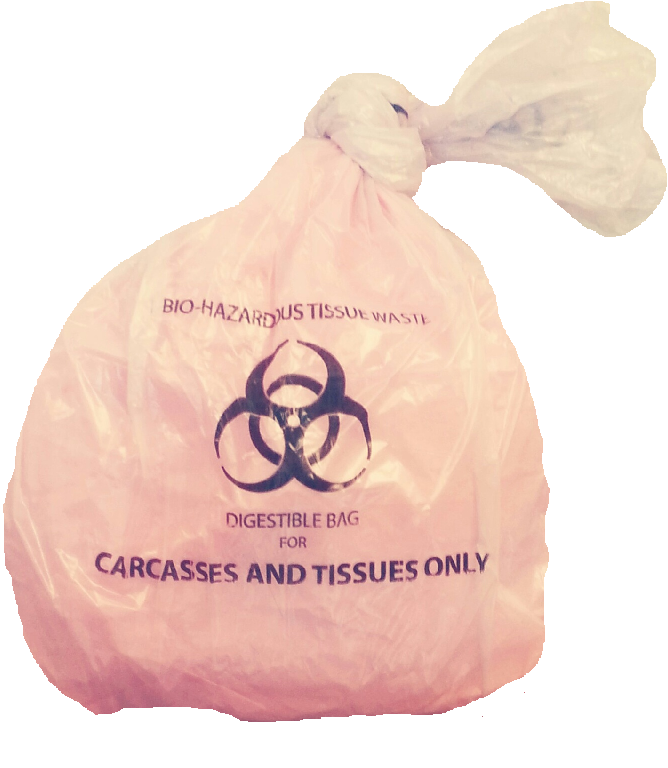 BIO-HAZARDOUS TISSUE WASTE
DIGESTIBLE BAG
FOR
CARCASSES AND TISSUES ONLY